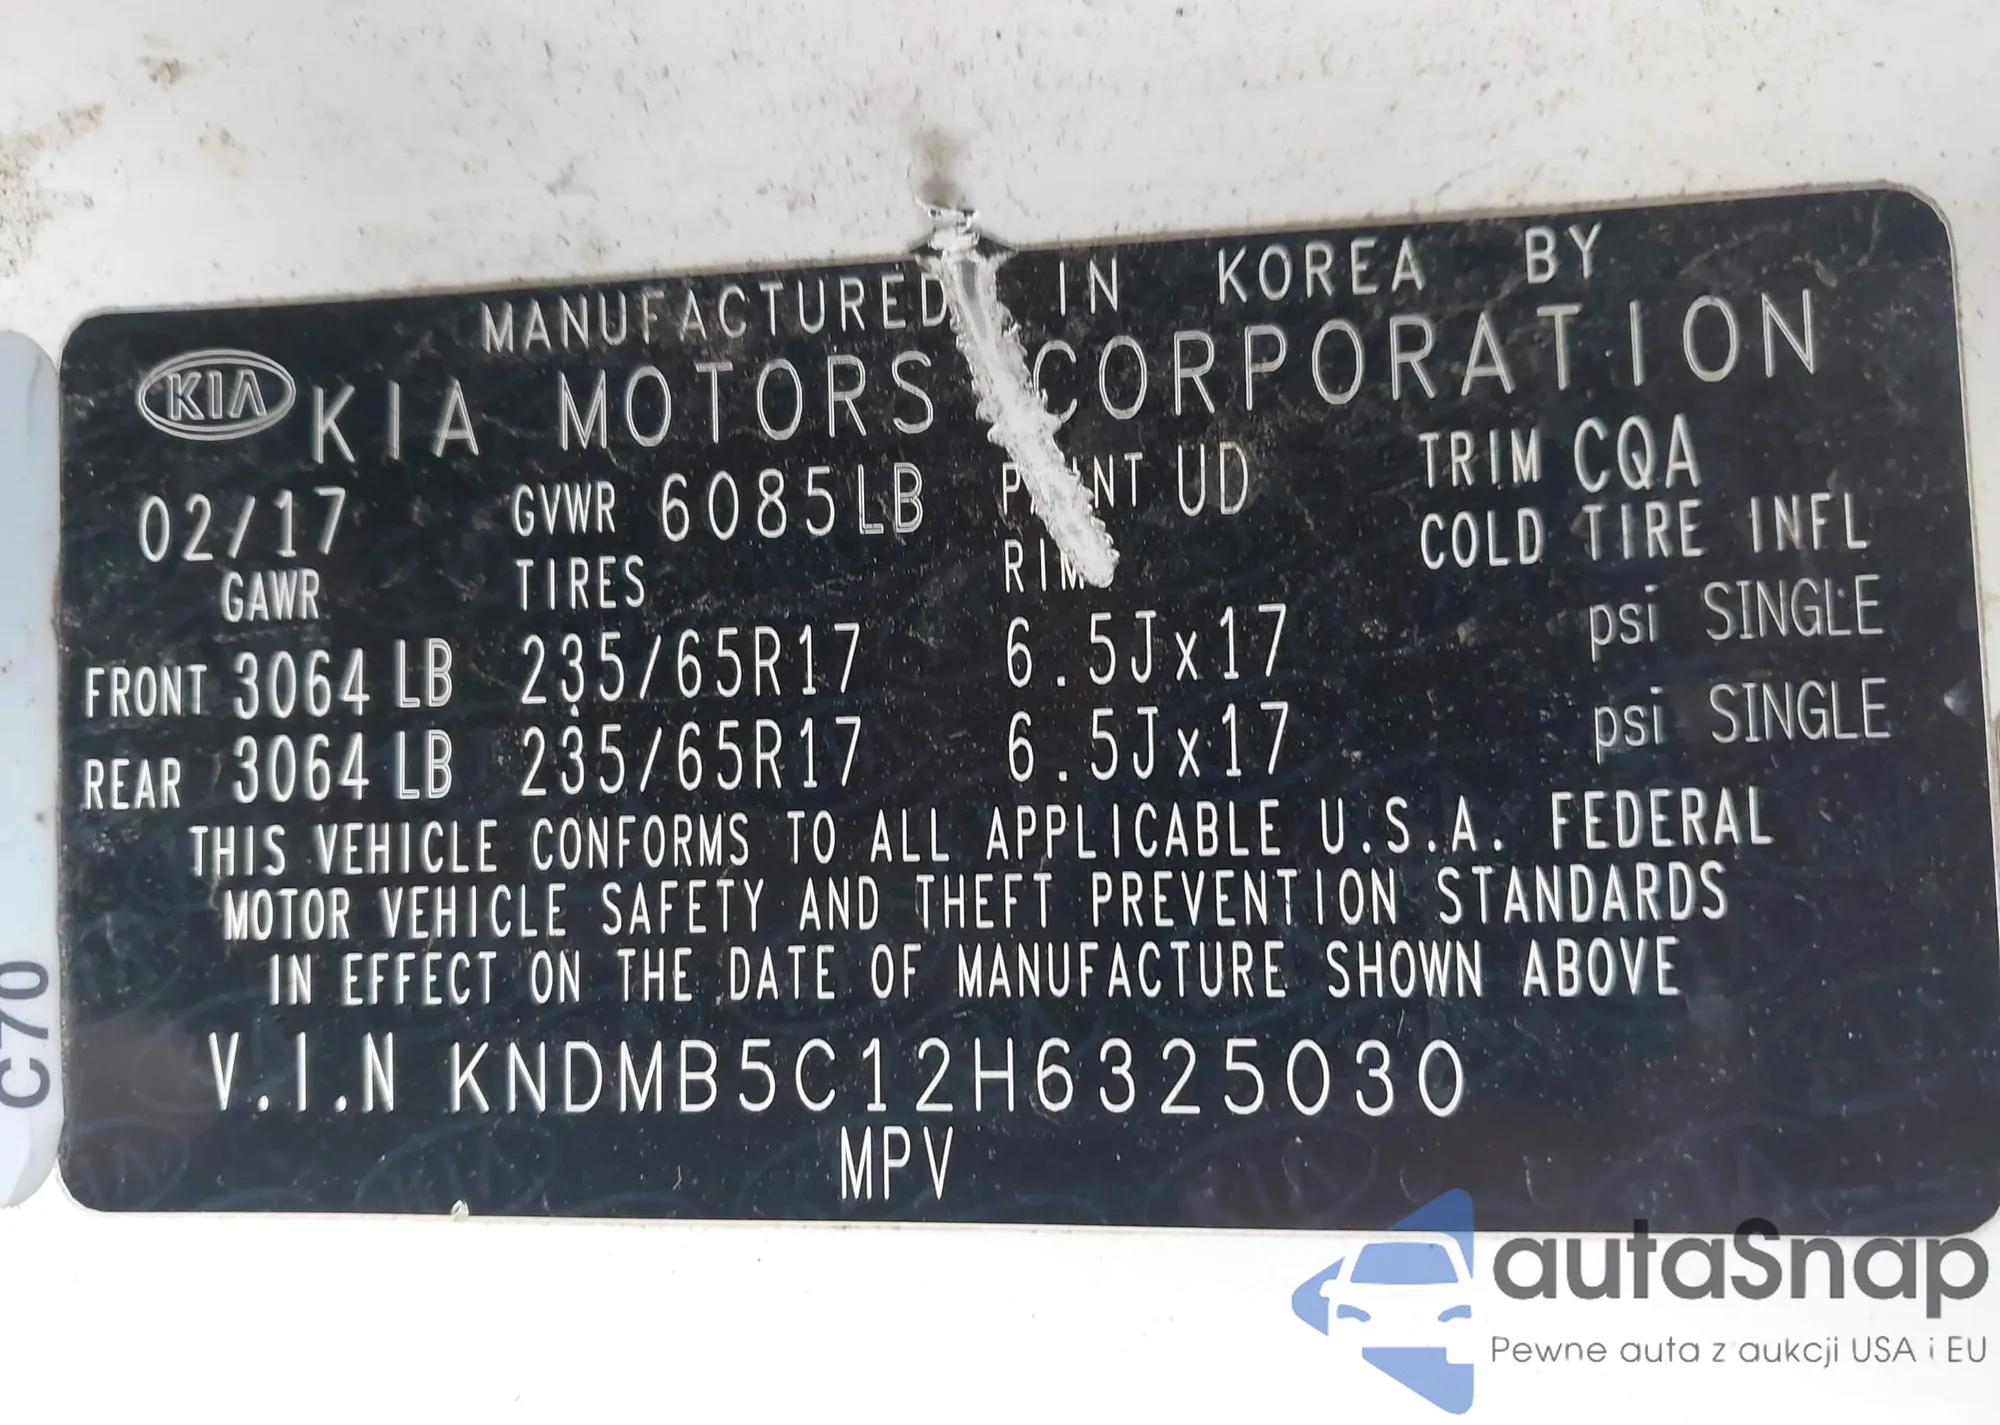 MANUFACTURED IN KOREA BY
KIA KIA MOTORS CORPORATION
02/17 GVWR 6085LB UD TRIM CQA
GAWR TIRES COLD TIRE INFL
FRONT 3064 LB 235/65R17 6.5Jx17 psi SINGLE
REAR 3064 LB 235/65R17 6.5Jx17 psi SINGLE
THIS VEHICLE CONFORMS TO ALL APPLICABLE U.S.A. FEDERAL
MOTOR VEHICLE SAFETY AND THEFT PREVENTION STANDARDS
IN EFFECT ON THE DATE OF MANUFACTURE SHOWN ABOVE
V.I.N KNDMB5C12H6325030
MPV
C70
autaSnap
Pewne auta z aukcji USA i EU